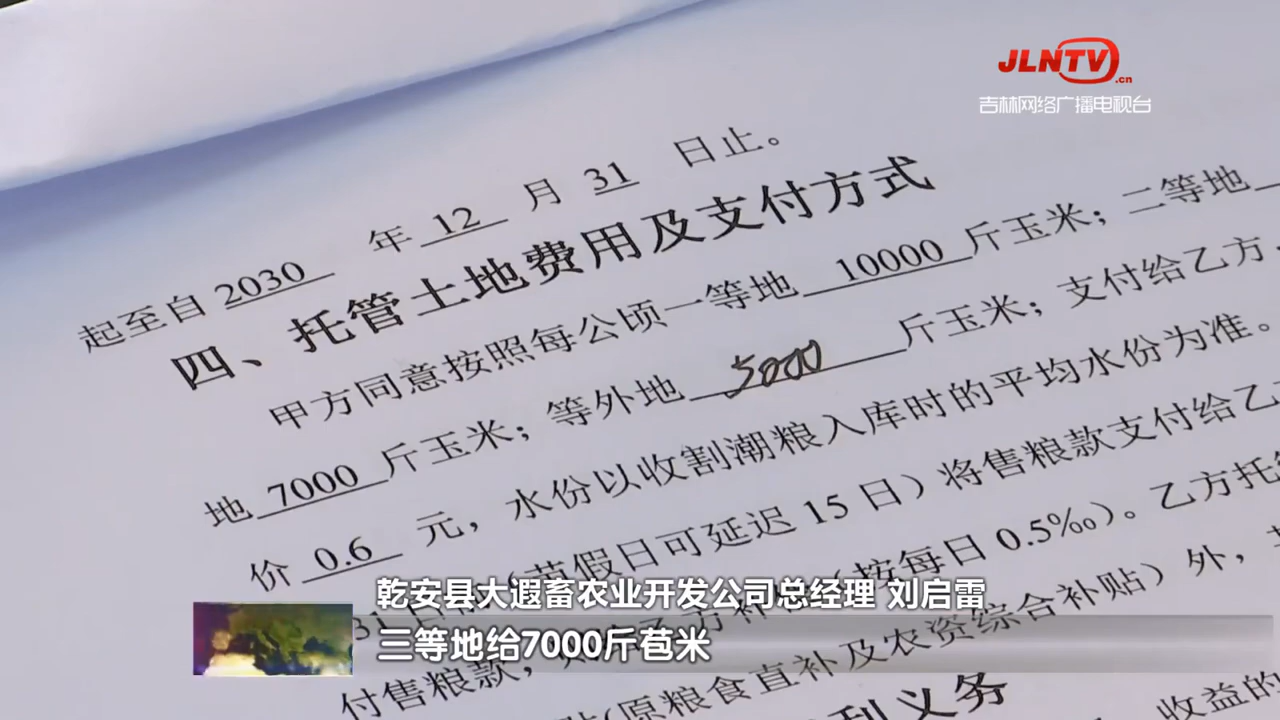 JLNTV.cn
吉林网络广播电视台
起至自 2030 年 12 月 31 日止。
四、托管土地费用及支付方式
甲方同意按照每公顷一等地 10000 斤玉米；二等地
地 7000 斤玉米；等外地 5000 斤玉米；支付给乙方，
价 0.6 元，水份以收割潮粮入库时的平均水份为准。
31 日 节假日可延迟 15 日）将售粮款支付给乙
付售粮款， 按每日 0.5‰）。乙方托
（原粮食直补及农资综合补贴）外，
利义务
收益的
乾安县大遐畜农业开发公司总经理 刘启雷
三等地给7000斤苞米